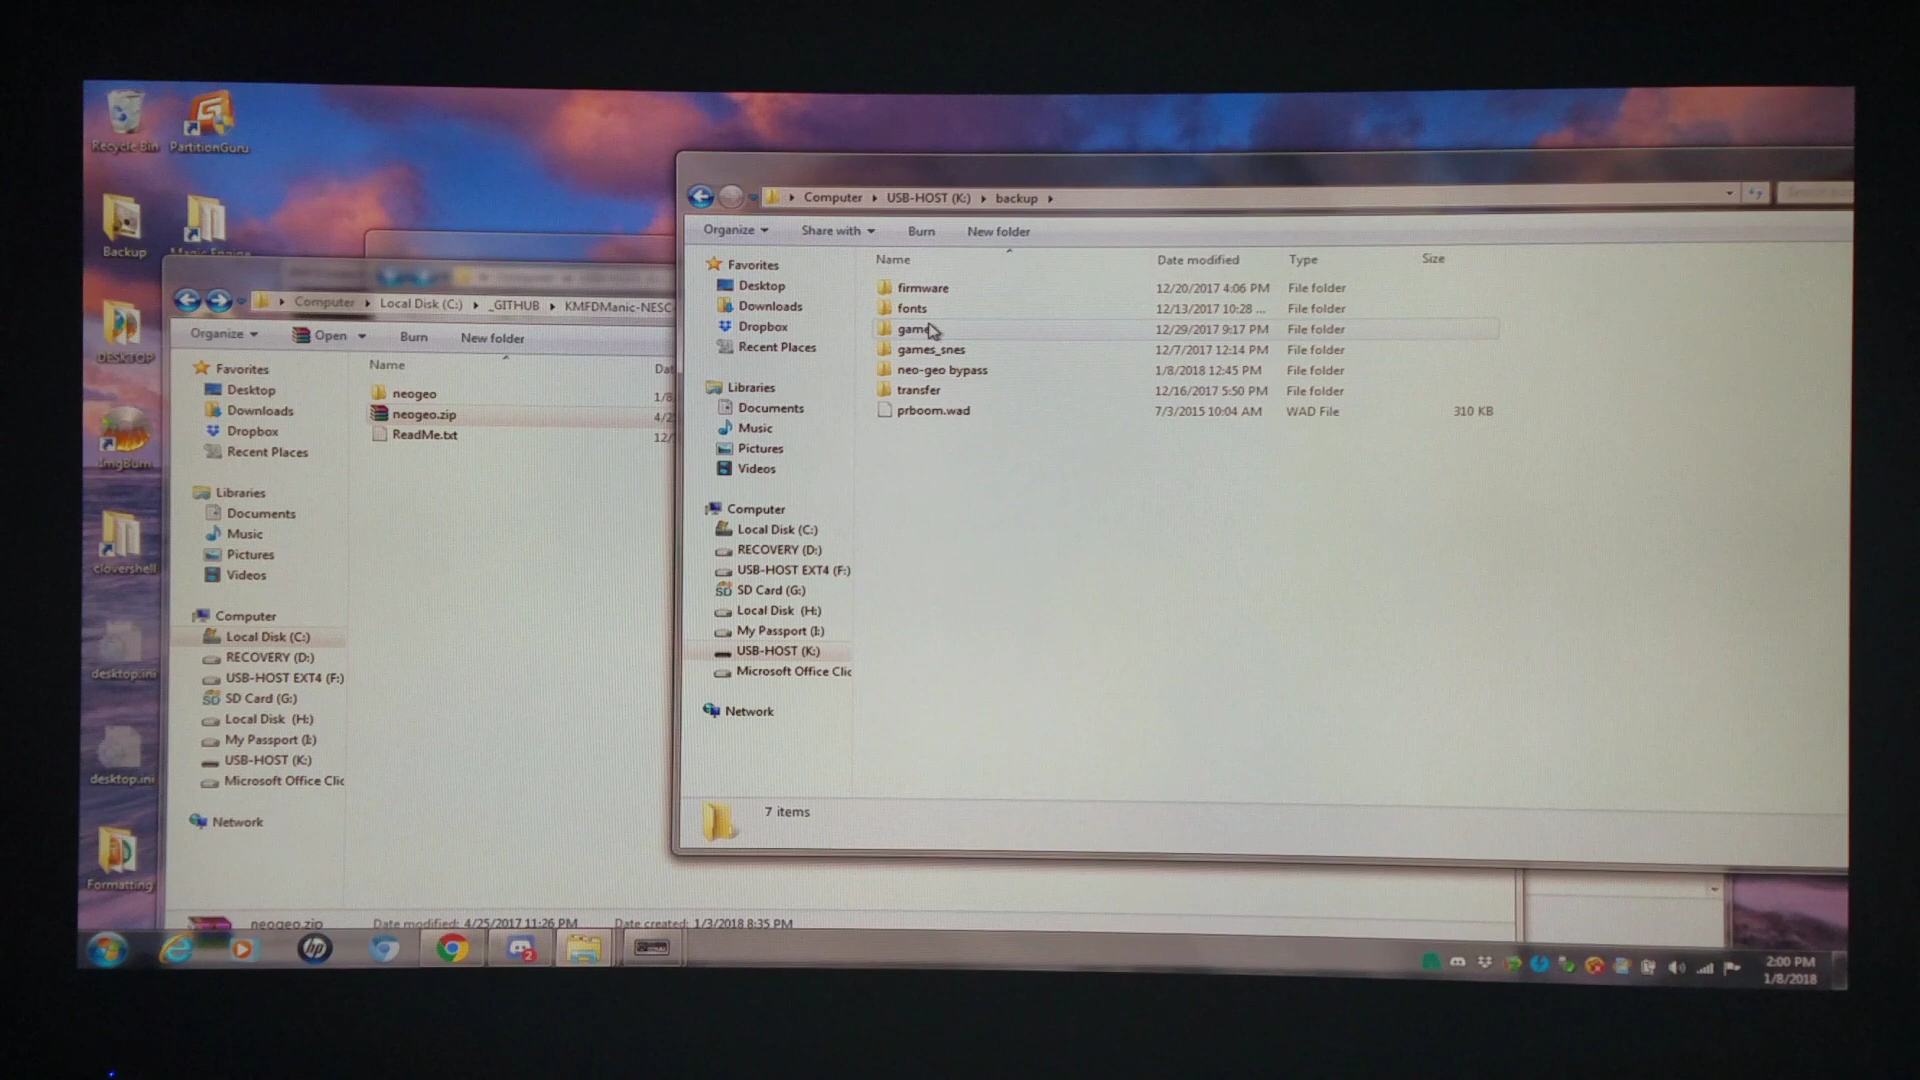 Recycle Bin
PartitionGuru
Backup
Magic Engine
DESKTOP
ImgBurn
clovershell
desktop.ini
desktop.ini
Formatting
Computer
Local Disk (C:)
_GITHUB
KMFDManic-NESC
Organize
Open
Burn
New folder
Favorites
Desktop
Downloads
Dropbox
Recent Places
Libraries
Documents
Music
Pictures
Videos
Computer
Local Disk (C:)
RECOVERY (D:)
USB-HOST EXT4 (F:)
SD Card (G:)
Local Disk (H:)
My Passport (I:)
USB-HOST (K:)
Microsoft Office Clic
Network
Name
Dat
neogeo
1/8
neogeo.zip
4/2
ReadMe.txt
12/
neogeo.zip
Date modified: 4/25/2017 11:26 PM
Date created: 1/3/2018 8:35 PM
Computer
USB-HOST (K:)
backup
Organize
Share with
Burn
New folder
Favorites
Desktop
Downloads
Dropbox
Recent Places
Libraries
Documents
Music
Pictures
Videos
Computer
Local Disk (C:)
RECOVERY (D:)
USB-HOST EXT4 (F:)
SD Card (G:)
Local Disk (H:)
My Passport (I:)
USB-HOST (K:)
Microsoft Office Clic
Network
Name Date modified Type Size
firmware 12/20/2017 4:06 PM File folder
fonts 12/13/2017 10:28 ... File folder
game 12/29/2017 9:17 PM File folder
games_snes 12/7/2017 12:14 PM File folder
neo-geo bypass 1/8/2018 12:45 PM File folder
transfer 12/16/2017 5:50 PM File folder
prboom.wad 7/3/2015 10:04 AM WAD File 310 KB
7 items
hp
2
2:00 PM
1/8/2018